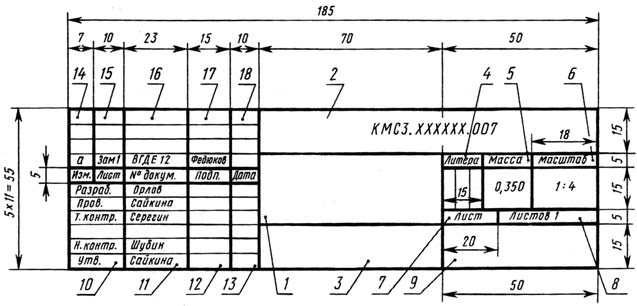 185
7 10 23 15 10 70 50
14 15 16 17 18 2 4 5 6
КМСЗ.XXXXXX.007
15
18
а Зам1 ВГДЕ 12 Федюков Литера Масса Масштаб 5
Изм. Лист № докум. Подп. Дата
5 × 11 = 55
5
Разраб. Орлов
15 0,350 1:4 15
Пров. Сайкина
Т.контр. Серегин Лист Листов 1 5
20 15
Н.контр. Шубин
Утв. Сайкина
10 11 12 13 1 3 7 9 8
50